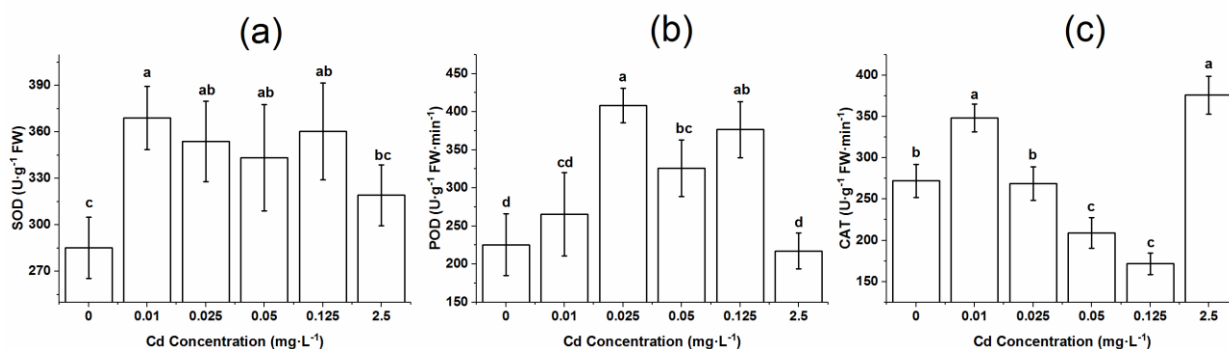 (a)
SOD (U·g⁻¹ FW)
390
360
330
300
270
c
a
ab
ab
ab
bc
0 0.01 0.025 0.05 0.125 2.5
Cd Concentration (mg·L⁻¹)
(b)
POD (U·g⁻¹ FW·min⁻¹)
450
400
350
300
250
200
150
d
cd
a
bc
ab
d
0 0.01 0.025 0.05 0.125 2.5
Cd Concentration (mg·L⁻¹)
(c)
CAT (U·g⁻¹ FW·min⁻¹)
400
350
300
250
200
150
b
a
b
c
c
a
0 0.01 0.025 0.05 0.125 2.5
Cd Concentration (mg·L⁻¹)